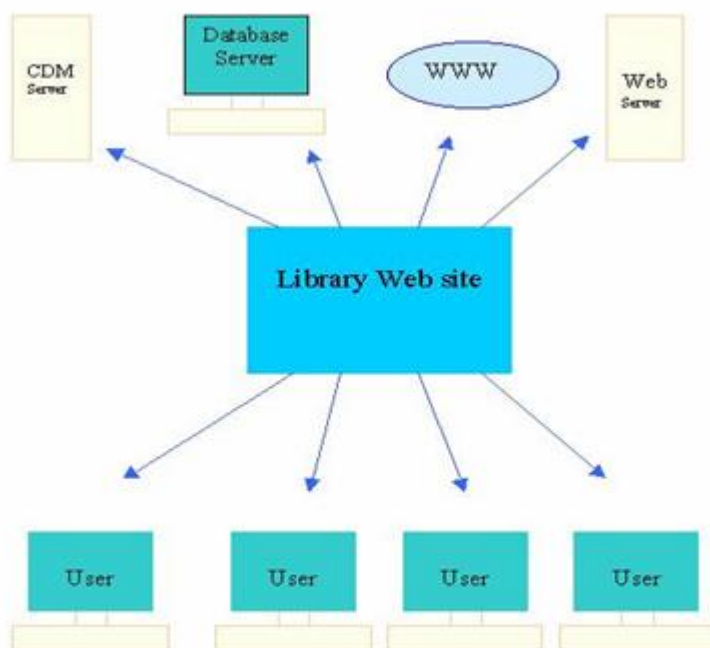 CDM
Server
Database
Server
WWW
Web
Server
Library Web site
User
User
User
User